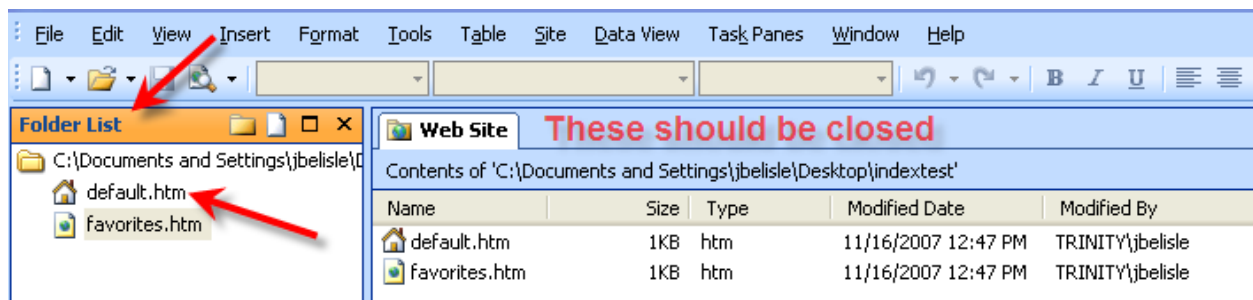 File Edit View Insert Format Tools Table Site Data View Task Panes Window Help
B I U
Folder List
Web Site These should be closed
C:\Documents and Settings\jbelisle\D
Contents of 'C:\Documents and Settings\jbelisle\Desktop\indextest'
default.htm
favorites.htm
Name Size Type Modified Date Modified By
default.htm 1KB htm 11/16/2007 12:47 PM TRINITY\jbelisle
favorites.htm 1KB htm 11/16/2007 12:47 PM TRINITY\jbelisle